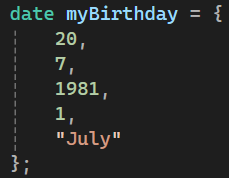 date myBirthday = {
20,
7,
1981,
1,
"July"
};